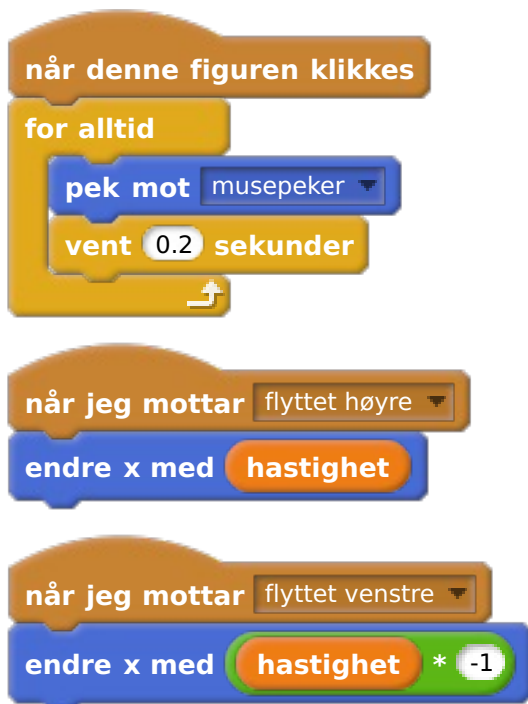 når denne figuren klikkes
for alltid
pek mot musepeker
vent 0.2 sekunder
når jeg mottar flyttet høyre
endre x med hastighet
når jeg mottar flyttet venstre
endre x med hastighet * -1